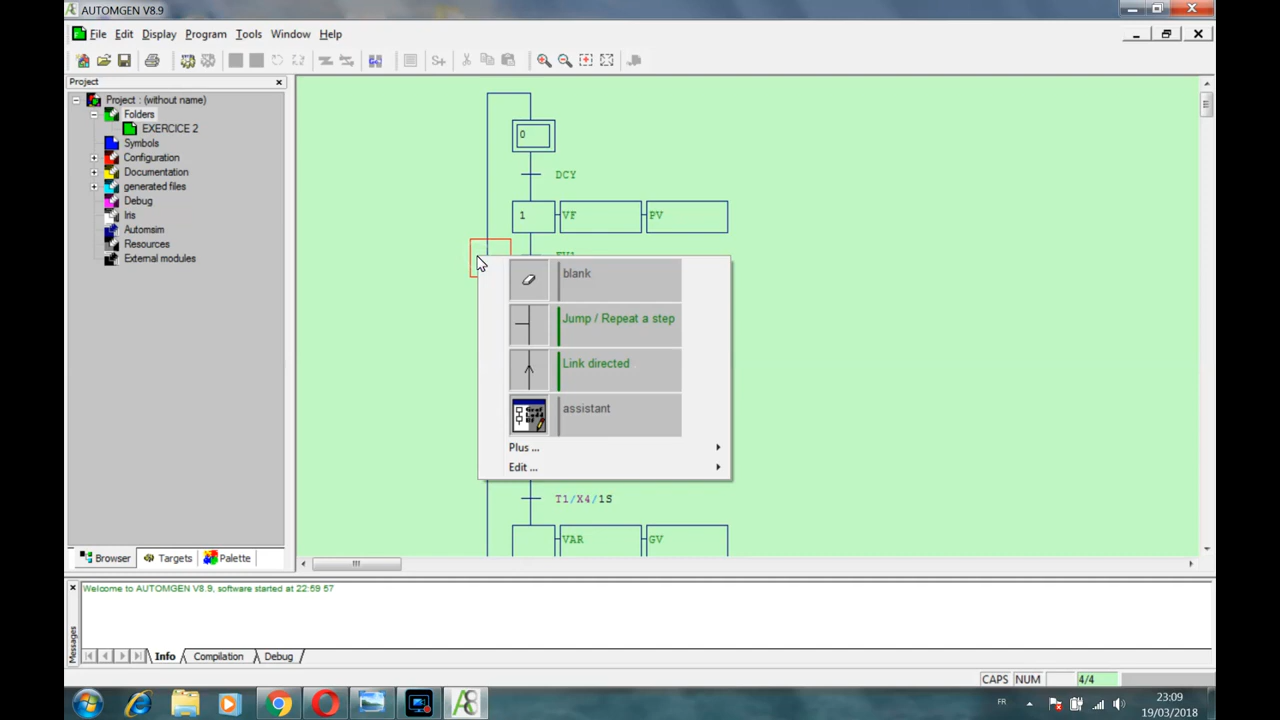 AUTOMGEN V8.9
File Edit Display Program Tools Window Help
S+
Project
Project : (without name)
Folders
EXERCICE 2
Symbols
Configuration
Documentation
generated files
Debug
Iris
Automsim
Resources
External modules
0
DCY
1 VF PV
blank
Jump / Repeat a step
Link directed
assistant
Plus ...
Edit ...
T1/X4/1S
VAR GV
Browser Targets Palette
Welcome to AUTOMGEN V8.9, software started at 22:59 57
Messages
Info Compilation Debug
CAPS NUM 4/4
FR
23:09
19/03/2018